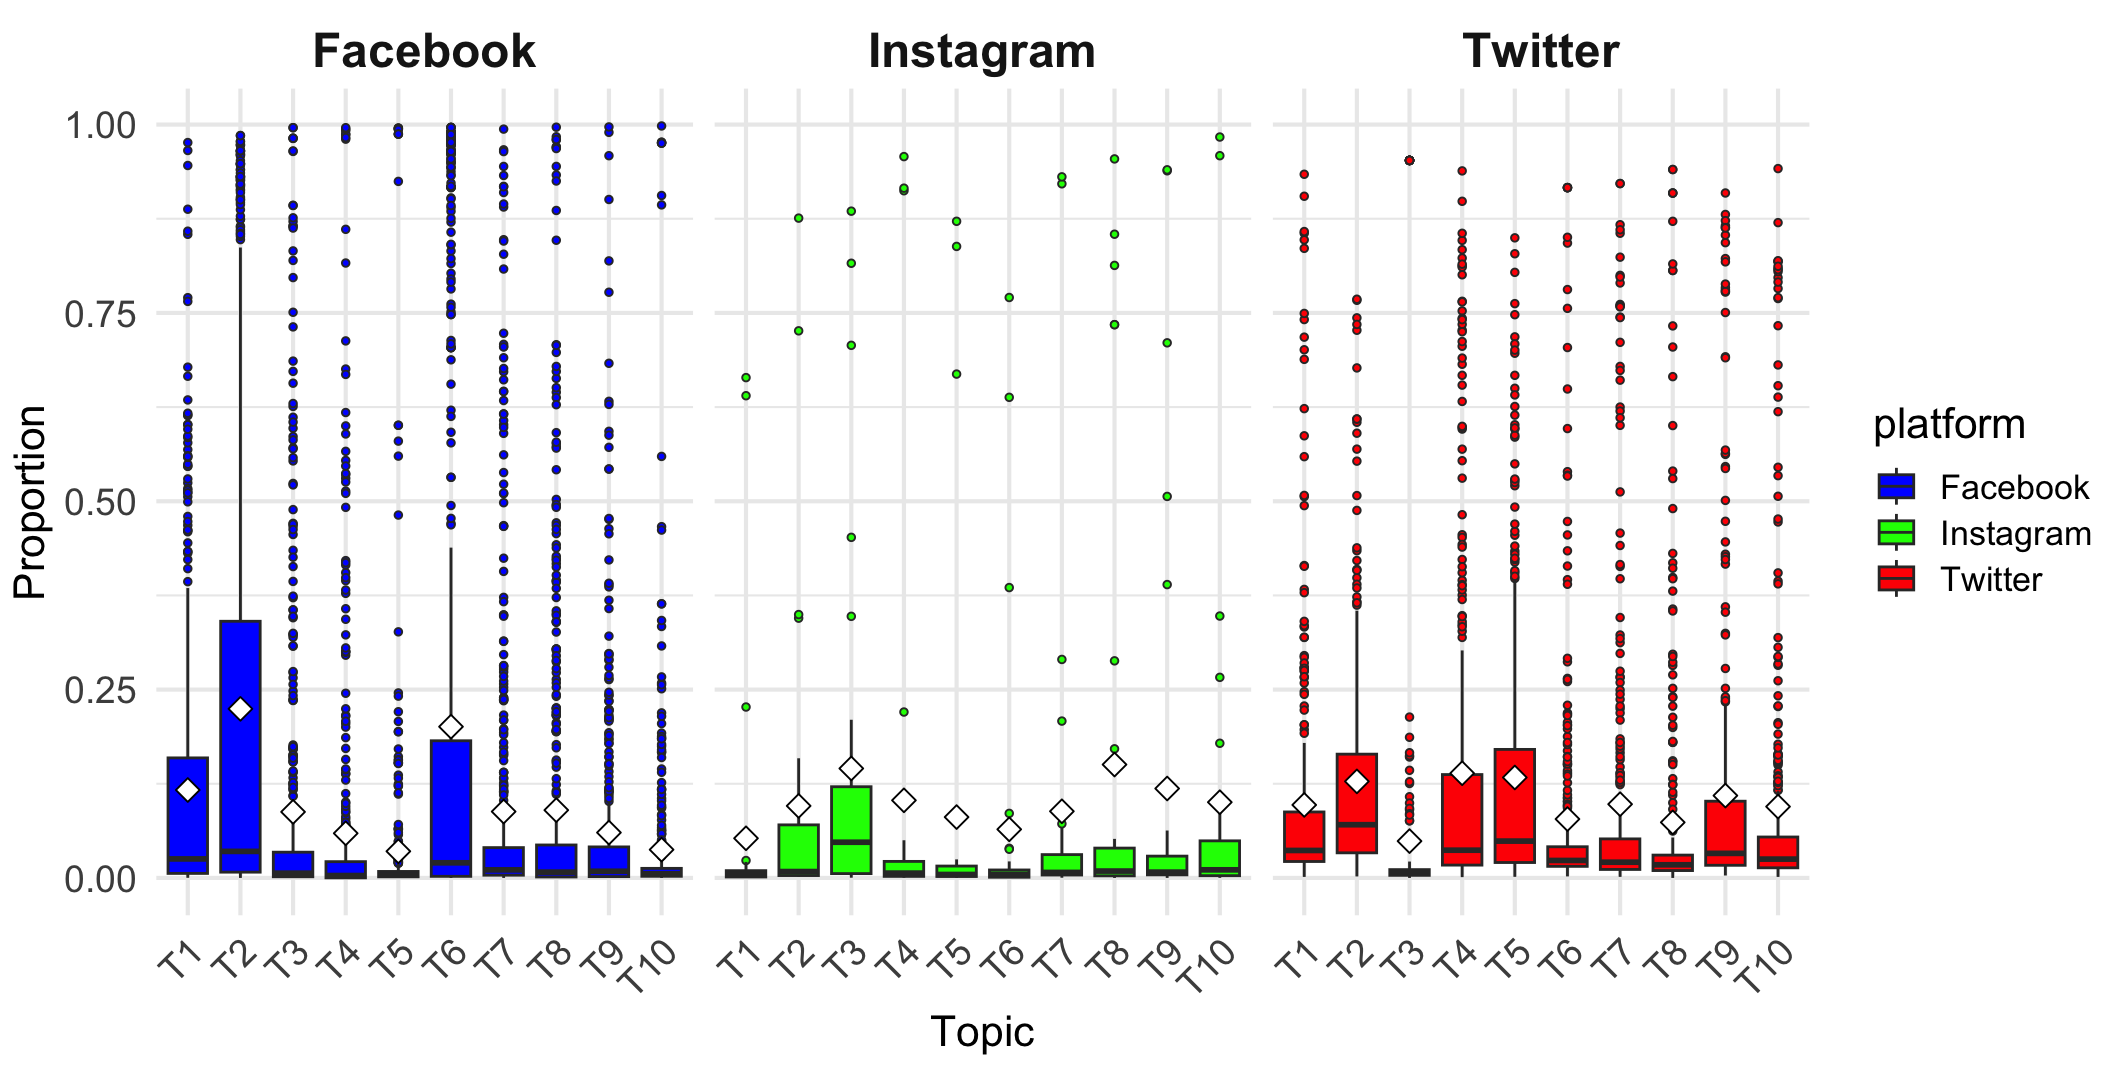 Facebook
Instagram
Twitter
1.00
0.75
0.50
0.25
0.00
Proportion
T1 T2 T3 T4 T5 T6 T7 T8 T9 T10
T1 T2 T3 T4 T5 T6 T7 T8 T9 T10
T1 T2 T3 T4 T5 T6 T7 T8 T9 T10
Topic
platform
Facebook
Instagram
Twitter